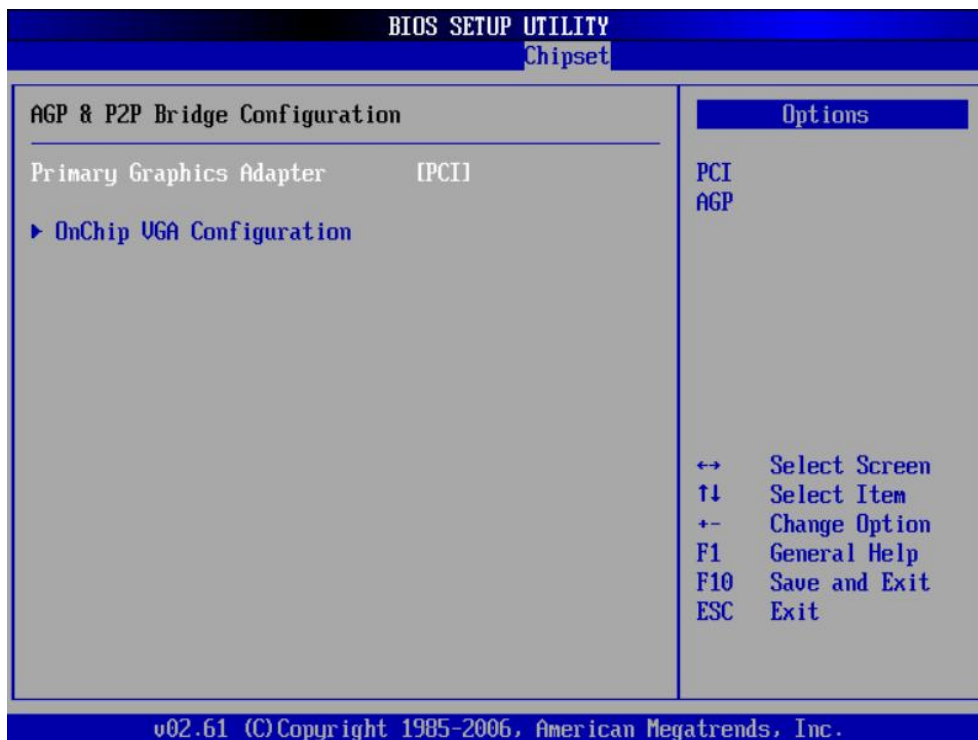 BIOS SETUP UTILITY
Chipset
AGP & P2P Bridge Configuration
Primary Graphics Adapter [PCI]
▶ OnChip VGA Configuration
Options
PCI
AGP
←→ Select Screen
↑↓ Select Item
+- Change Option
F1 General Help
F10 Save and Exit
ESC Exit
v02.61 (C)Copyright 1985-2006, American Megatrends, Inc.